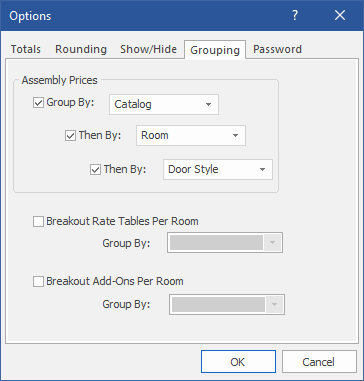 Options
Totals Rounding Show/Hide Grouping Password
Assembly Prices
Group By: Catalog
Then By: Room
Then By: Door Style
Breakout Rate Tables Per Room
Group By:
Breakout Add-Ons Per Room
Group By:
OK Cancel